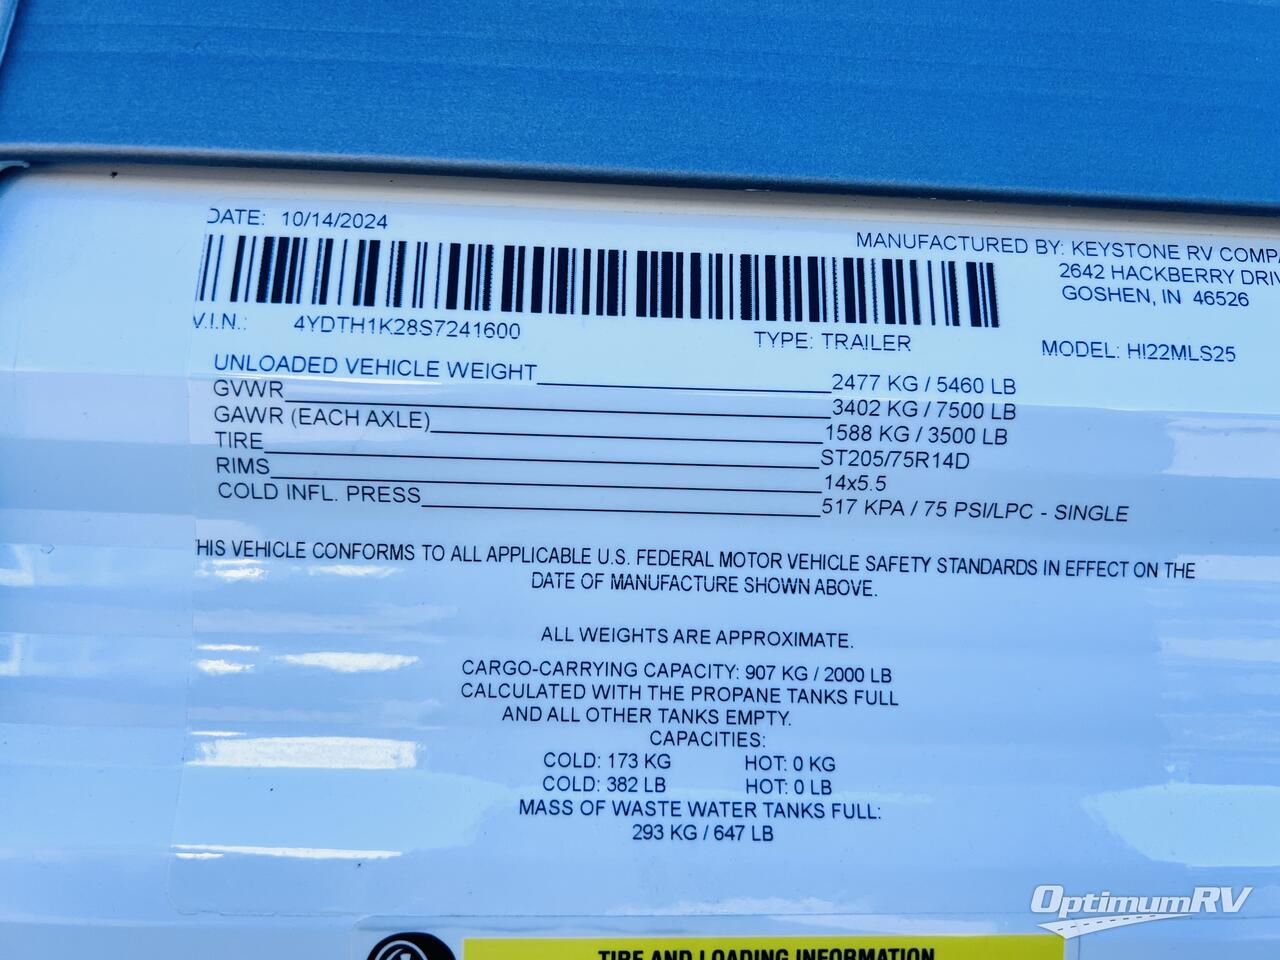 DATE: 10/14/2024
MANUFACTURED BY: KEYSTONE RV
2642 HACKBERRY
GOSHEN, IN 46526
V.I.N.: 4YDTH1K28S7241600
TYPE: TRAILER
MODEL: HI22MLS25
UNLOADED VEHICLE WEIGHT 2477 KG / 5460 LB
GVWR 3402 KG / 7500 LB
GAWR (EACH AXLE) 1588 KG / 3500 LB
TIRE ST205/75R14D
RIMS 14x5.5
COLD INFL. PRESS 517 KPA / 75 PSI/LPC - SINGLE
THIS VEHICLE CONFORMS TO ALL APPLICABLE U.S. FEDERAL MOTOR VEHICLE SAFETY STANDARDS IN EFFECT ON THE
DATE OF MANUFACTURE SHOWN ABOVE.
ALL WEIGHTS ARE APPROXIMATE.
CARGO-CARRYING CAPACITY: 907 KG / 2000 LB
CALCULATED WITH THE PROPANE TANKS FULL
AND ALL OTHER TANKS EMPTY.
CAPACITIES:
COLD: 173 KG HOT: 0 KG
COLD: 382 LB HOT: 0 LB
MASS OF WASTE WATER TANKS FULL:
293 KG / 647 LB
OptimumRV
TIRE AND LOADING INFORMATION